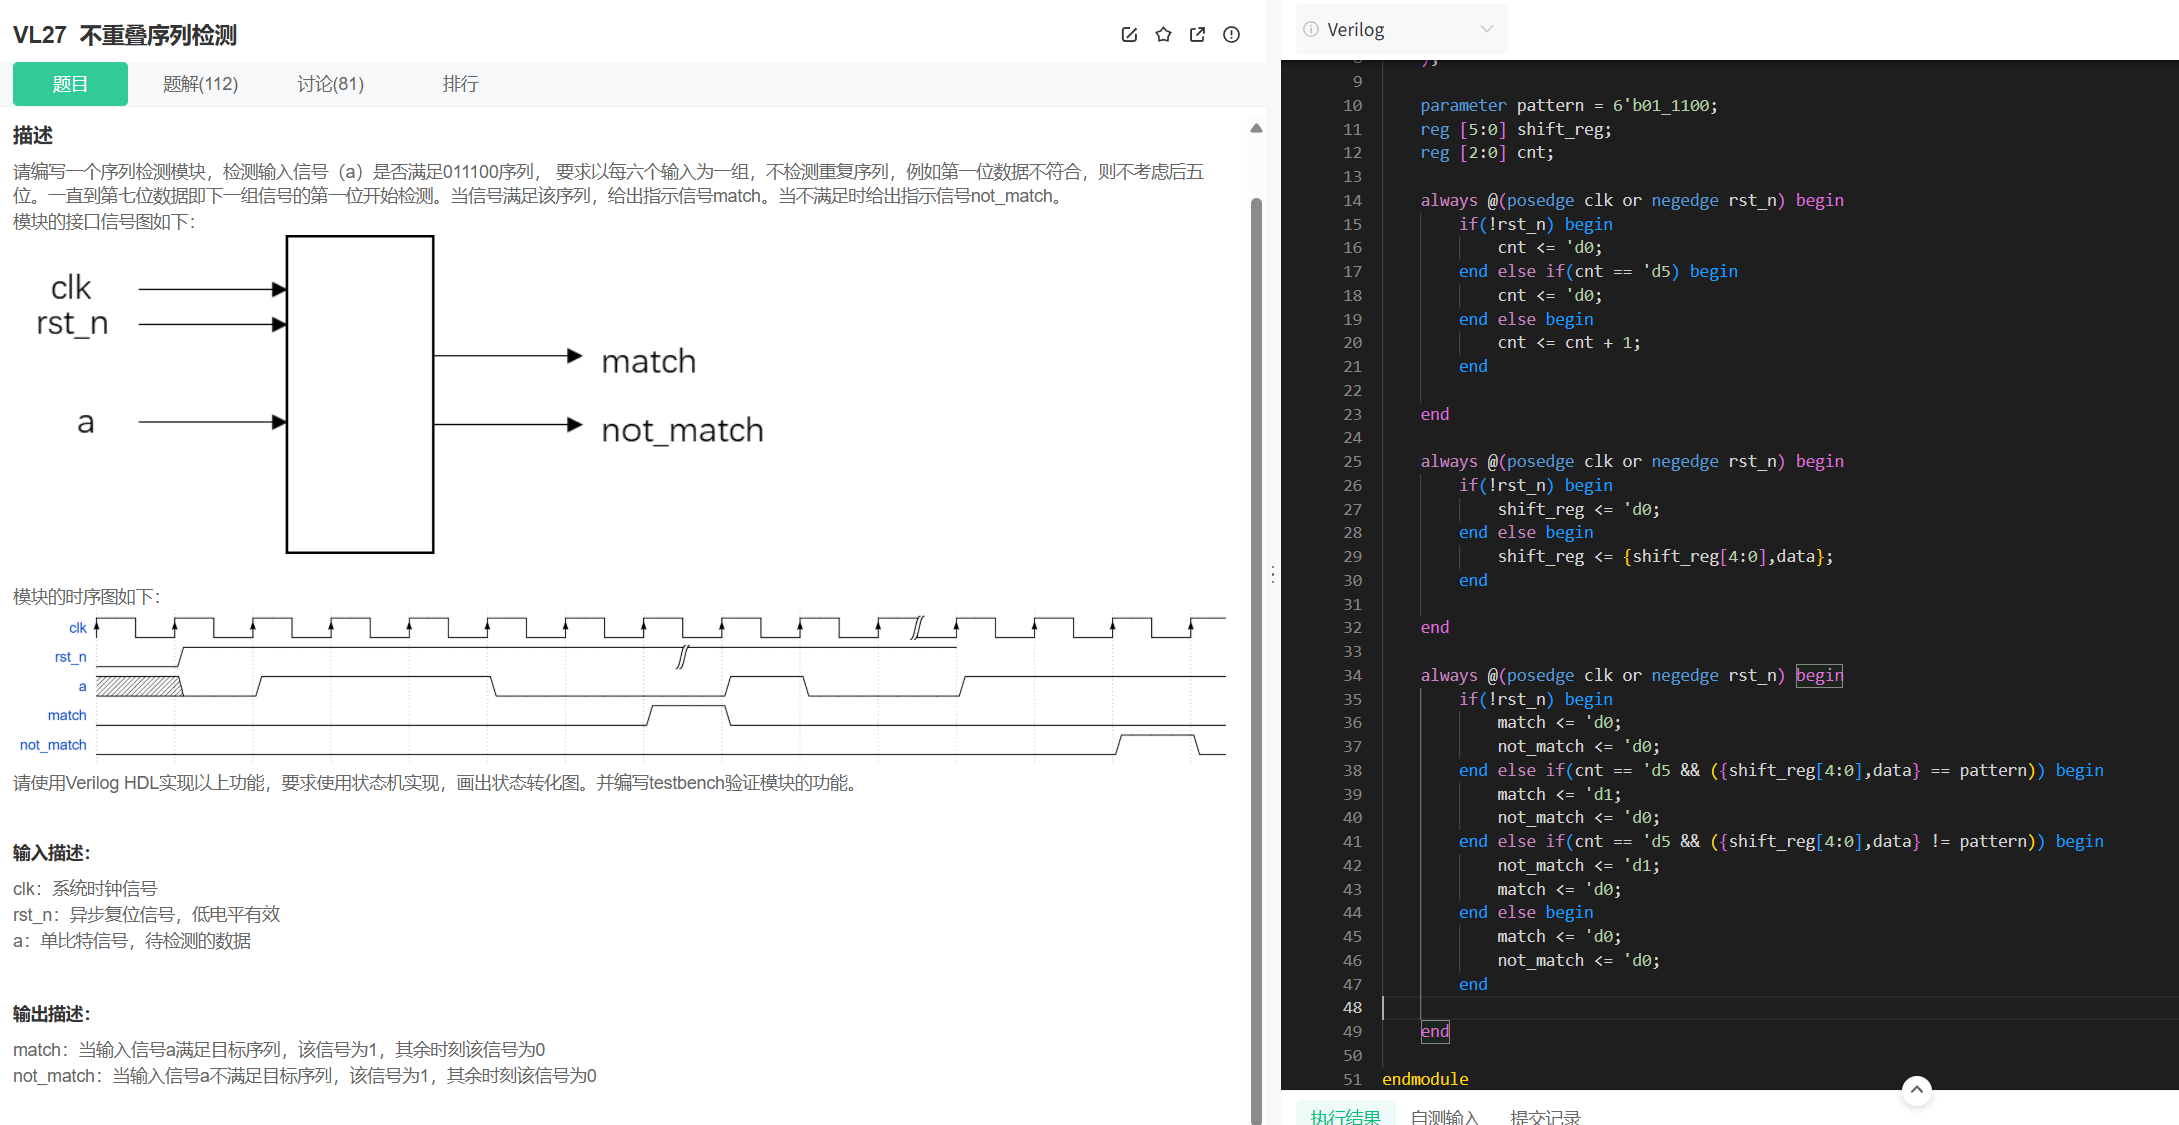 VL27 不重叠序列检测
题目
题解(112)
讨论(81)
排行
描述
请编写一个序列检测模块，检测输入信号（a）是否满足011100序列， 要求以每六个输入为一组，不检测重复序列，例如第一位数据不符合，则不考虑后五
位。一直到第七位数据即下一组信号的第一位开始检测。当信号满足该序列，给出指示信号match。当不满足时给出指示信号not_match。
模块的接口信号图如下：
clk
rst_n
a
match
not_match
模块的时序图如下：
clk
rst_n
a
match
not_match
请使用Verilog HDL实现以上功能，要求使用状态机实现，画出状态转化图。并编写testbench验证模块的功能。
输入描述：
clk：系统时钟信号
rst_n：异步复位信号，低电平有效
a：单比特信号，待检测的数据
输出描述：
match：当输入信号a满足目标序列，该信号为1，其余时刻该信号为0
not_match：当输入信号a不满足目标序列，该信号为1，其余时刻该信号为0
Verilog
8 );
9
10 parameter pattern = 6'b01_1100;
11 reg [5:0] shift_reg;
12 reg [2:0] cnt;
13
14 always @(posedge clk or negedge rst_n) begin
15 if(!rst_n) begin
16 cnt <= 'd0;
17 end else if(cnt == 'd5) begin
18 cnt <= 'd0;
19 end else begin
20 cnt <= cnt + 1;
21 end
22
23 end
24
25 always @(posedge clk or negedge rst_n) begin
26 if(!rst_n) begin
27 shift_reg <= 'd0;
28 end else begin
29 shift_reg <= {shift_reg[4:0],data};
30 end
31
32 end
33
34 always @(posedge clk or negedge rst_n) begin
35 if(!rst_n) begin
36 match <= 'd0;
37 not_match <= 'd0;
38 end else if(cnt == 'd5 && ({shift_reg[4:0],data} == pattern)) begin
39 match <= 'd1;
40 not_match <= 'd0;
41 end else if(cnt == 'd5 && ({shift_reg[4:0],data} != pattern)) begin
42 not_match <= 'd1;
43 match <= 'd0;
44 end else begin
45 match <= 'd0;
46 not_match <= 'd0;
47 end
48
49 end
50
51 endmodule
执行结果
自测输入
提交记录